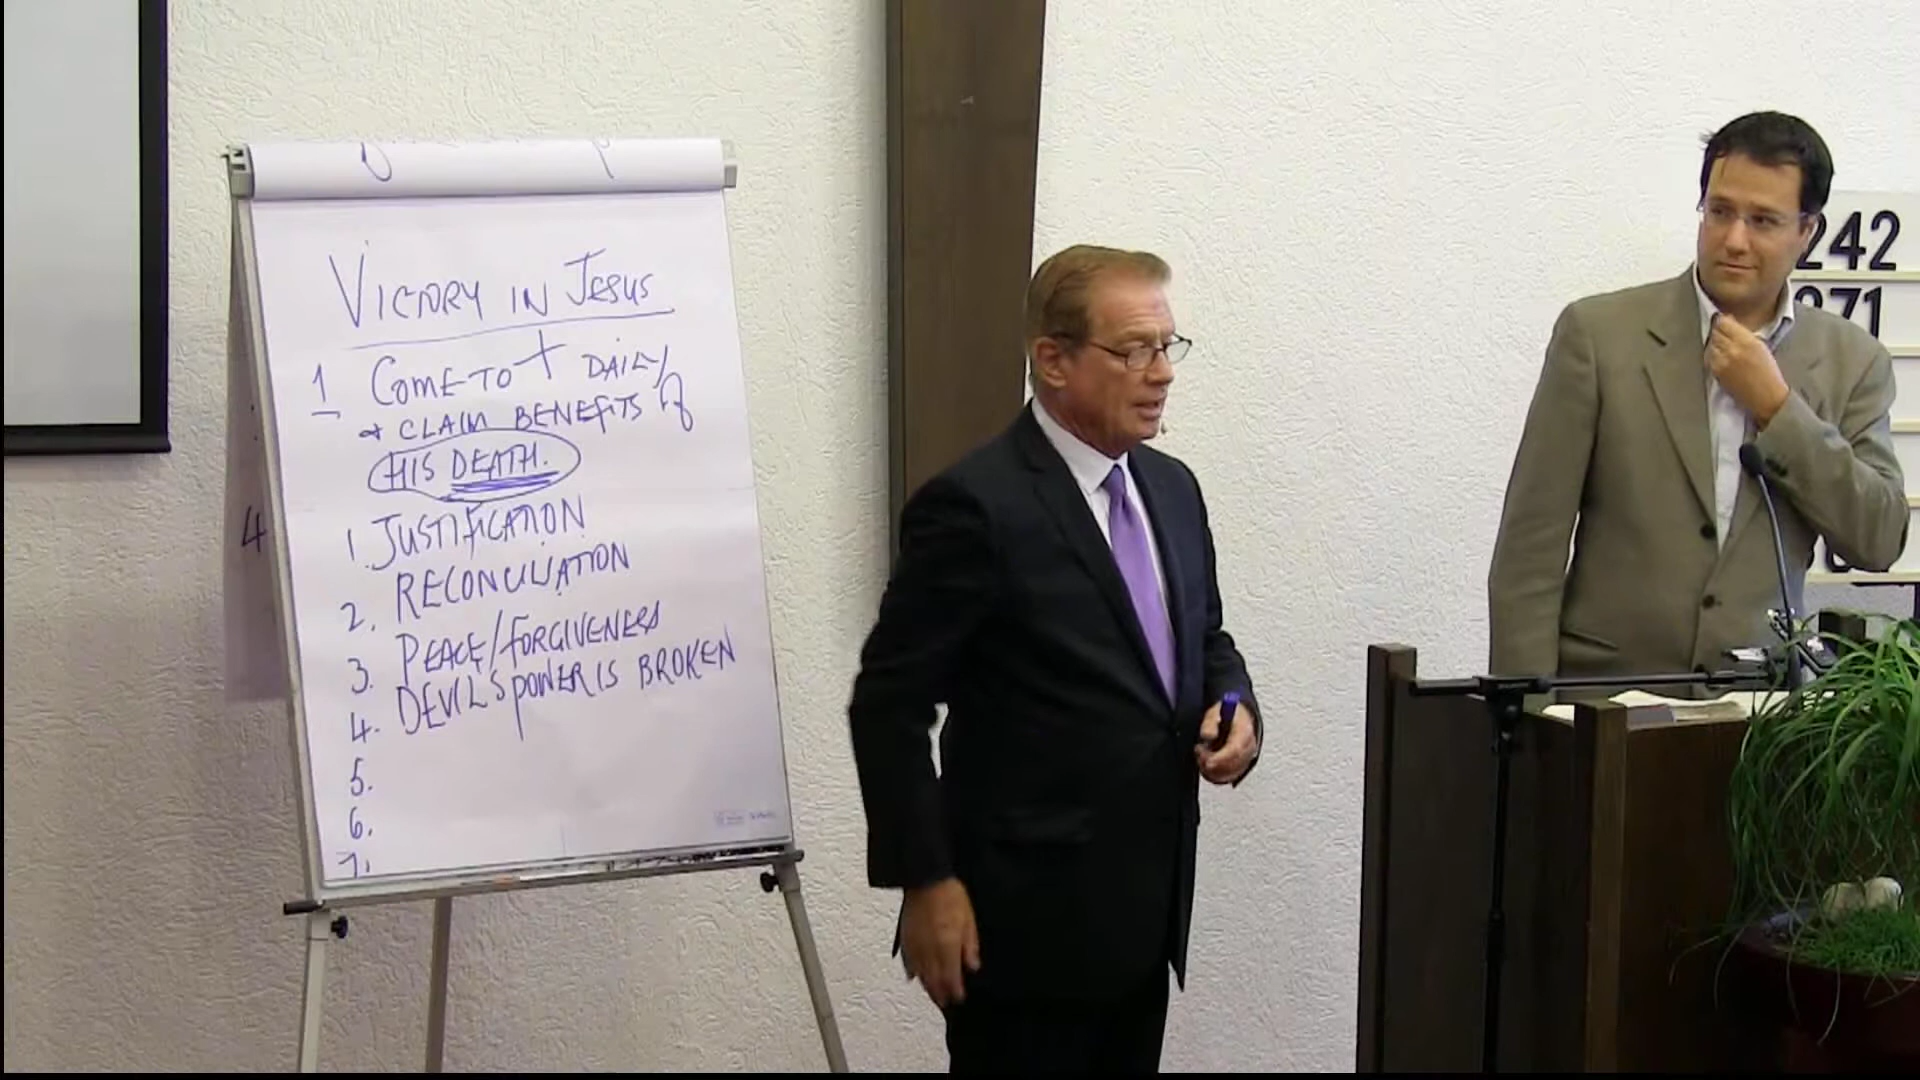 VICTORY IN JESUS
1 COME TO + DAILY
& CLAIM BENEFITS OF
HIS DEATH.
1. JUSTIFICATION
2. RECONCILIATION
3. PEACE/FORGIVENESS
4. DEVILS POWER IS BROKEN
5.
6.
7.
4
242
271